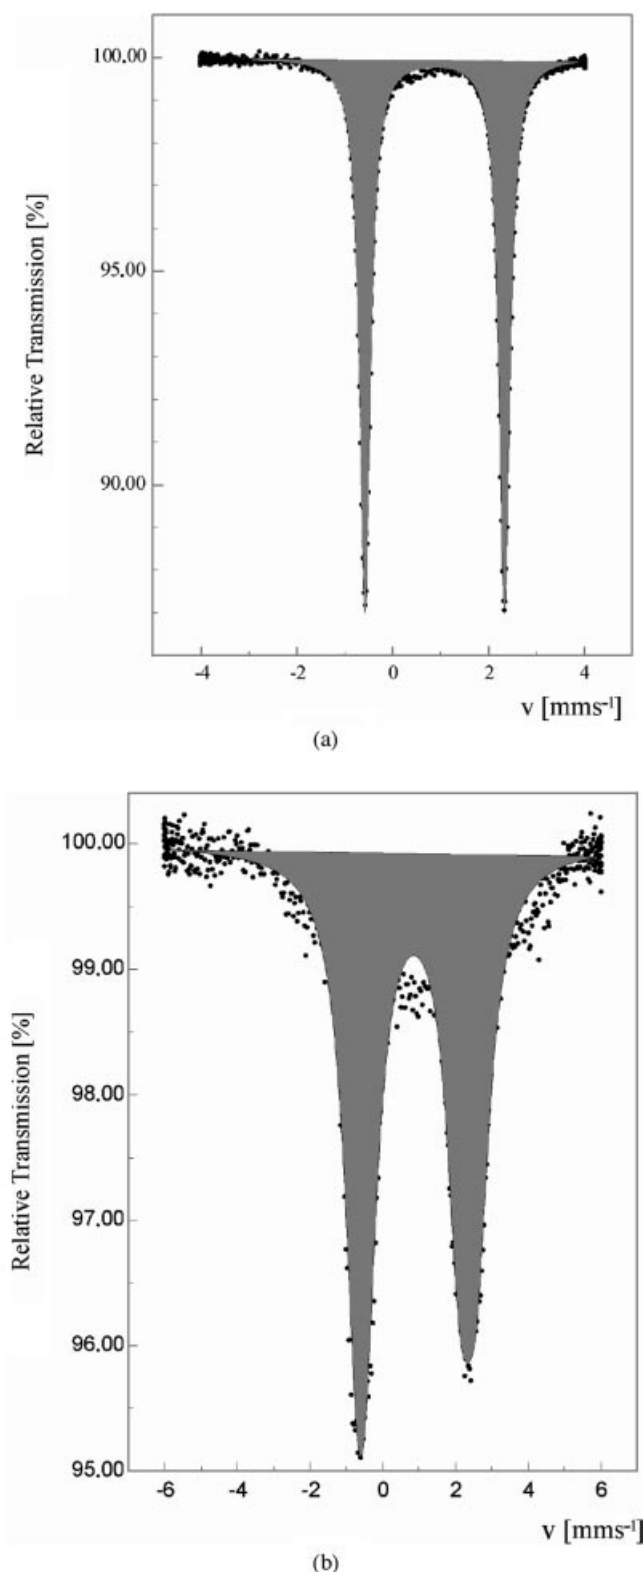 100.00
95.00
90.00
Relative Transmission [%]
-4 -2 0 2 4
v [mms⁻¹]
(a)
100.00
99.00
98.00
97.00
96.00
95.00
Relative Transmission [%]
-6 -4 -2 0 2 4 6
v [mms⁻¹]
(b)